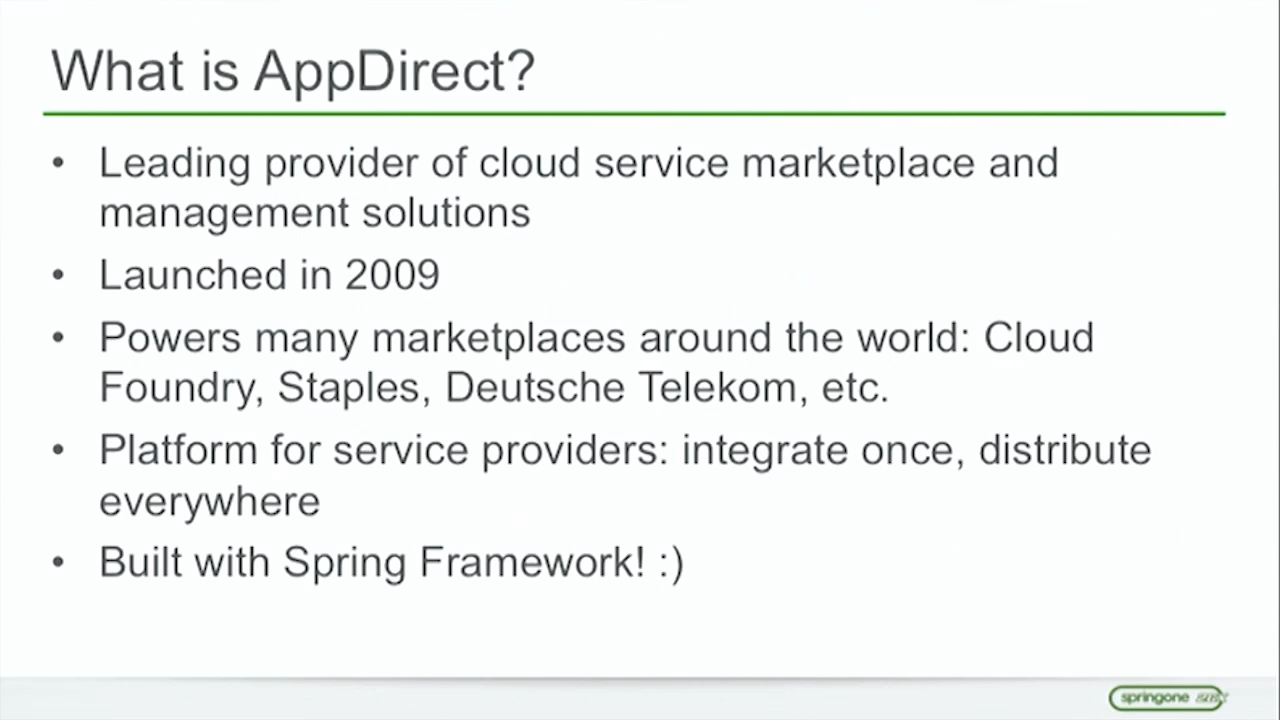 What is AppDirect?
• Leading provider of cloud service marketplace and
management solutions
• Launched in 2009
• Powers many marketplaces around the world: Cloud
Foundry, Staples, Deutsche Telekom, etc.
• Platform for service providers: integrate once, distribute
everywhere
• Built with Spring Framework! :)
springone